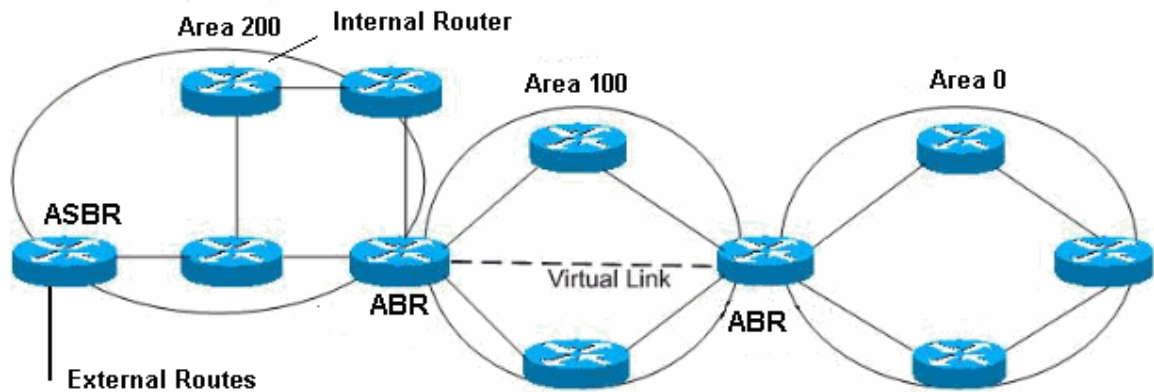 Area 200
Internal Router
Area 100
Area 0
ASBR
Virtual Link
ABR
ABR
External Routes